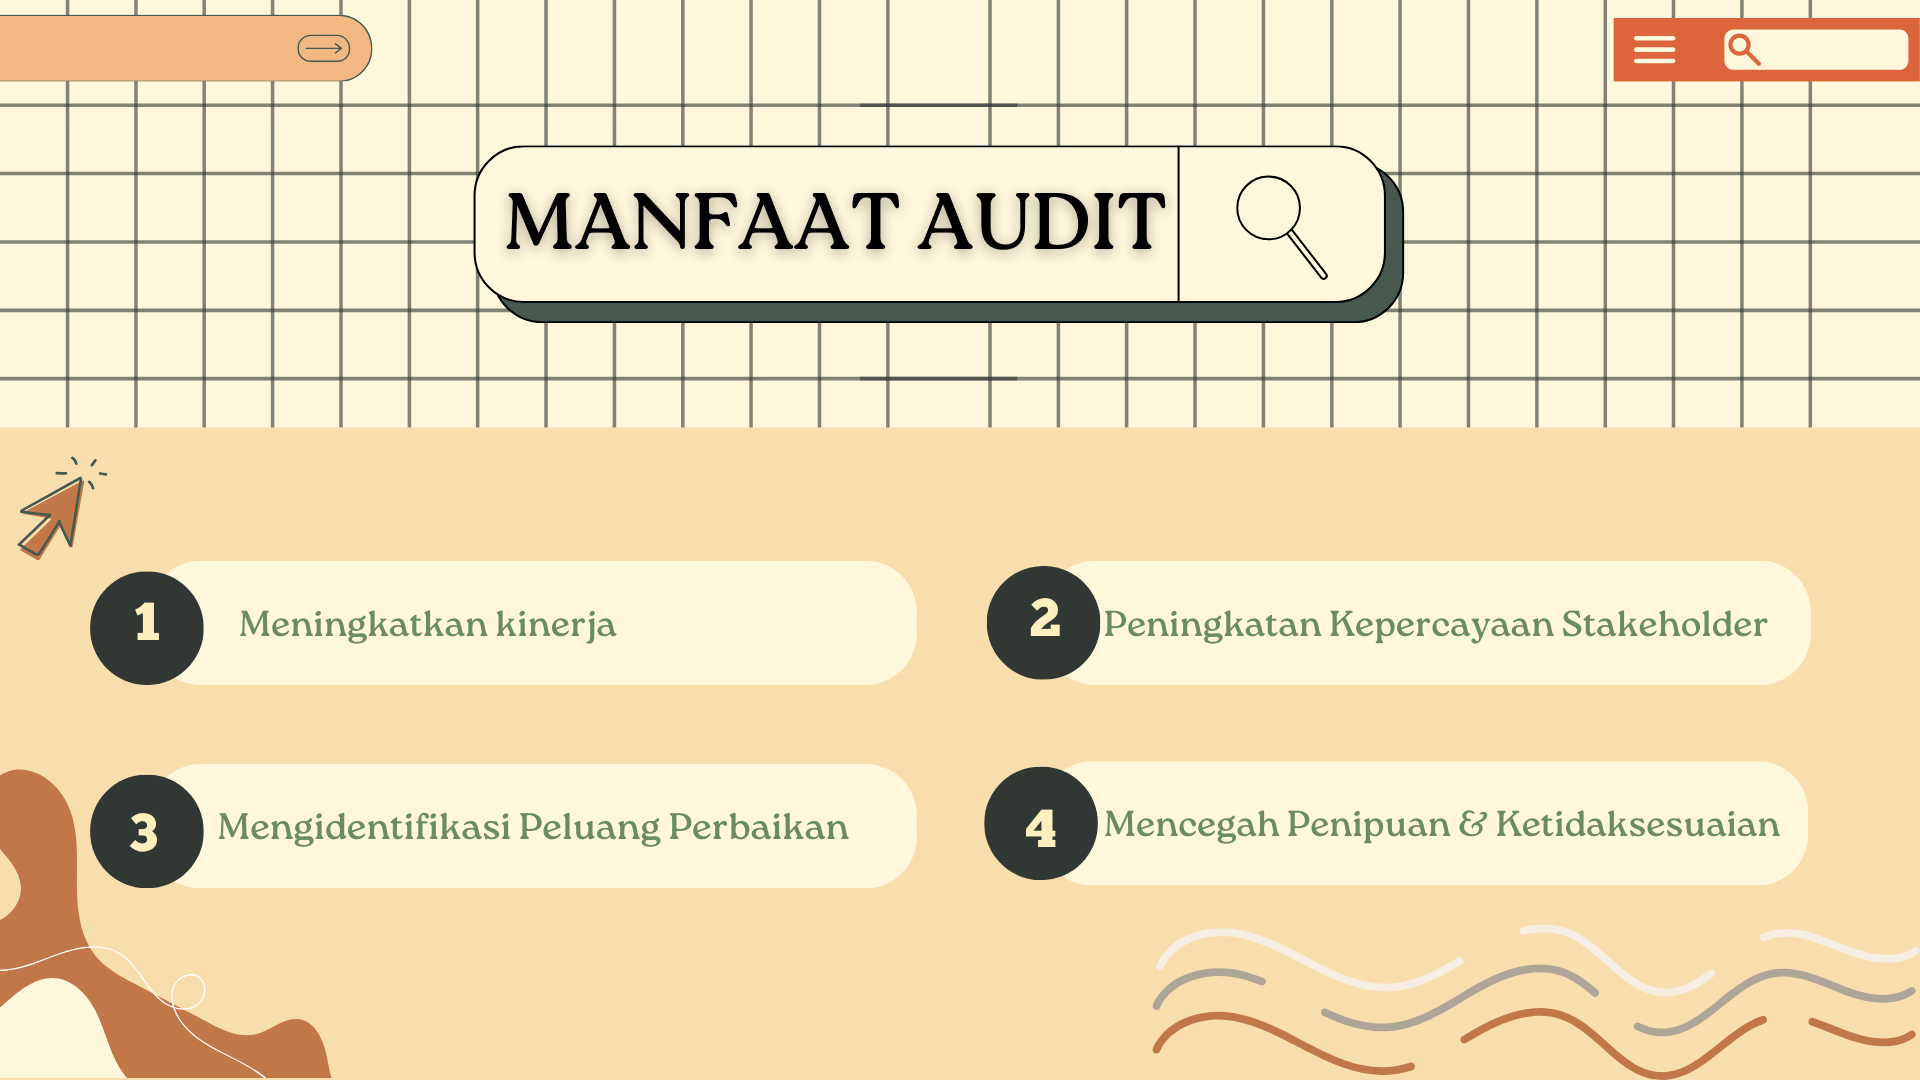 MANFAAT AUDIT
1
Meningkatkan kinerja
2
Peningkatan Kepercayaan Stakeholder
3
Mengidentifikasi Peluang Perbaikan
4
Mencegah Penipuan & Ketidaksesuaian